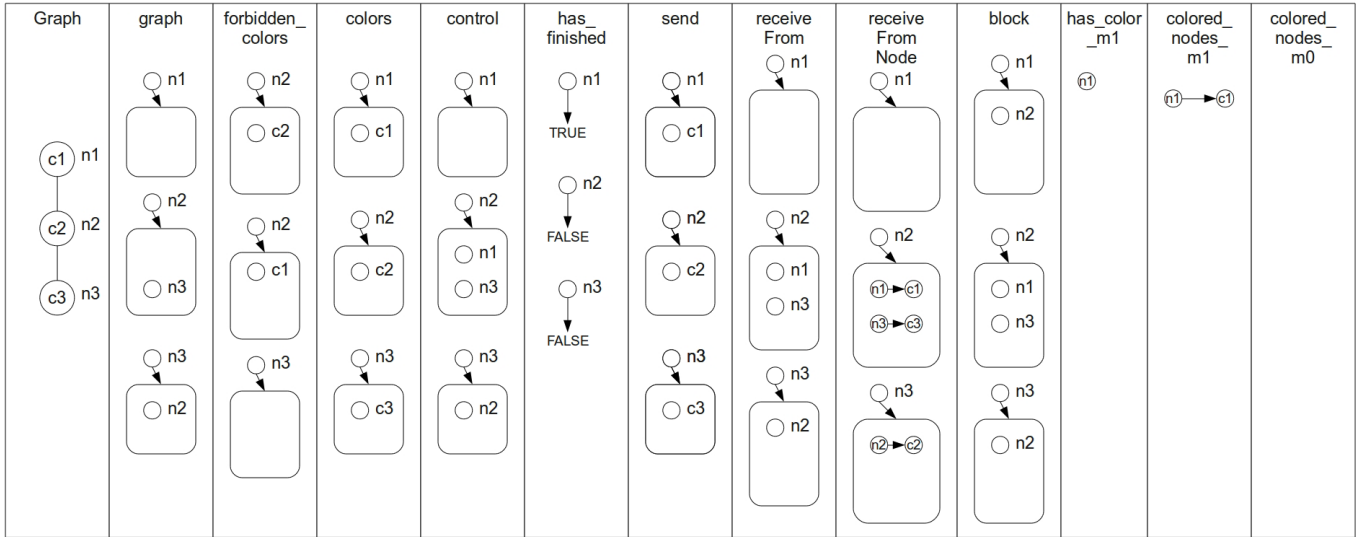 Graph
c1 n1
c2 n2
c3 n3
graph
n1
n2
n3
n3
n2
forbidden_
colors
n2
c2
n2
c1
n3
colors
n1
c1
n2
c2
n3
c3
control
n1
n2
n1
n3
n3
n2
has_
finished
n1
TRUE
n2
FALSE
n3
FALSE
send
n1
c1
n2
c2
n3
c3
receive
From
n1
n2
n1
n3
n3
n2
receive
From
Node
n1
n2
n1 c1
n3 c3
n3
n2 c2
block
n1
n2
n2
n1
n3
n3
n2
has_color
_m1
n1
colored_
nodes_
m1
n1 c1
colored_
nodes_
m0